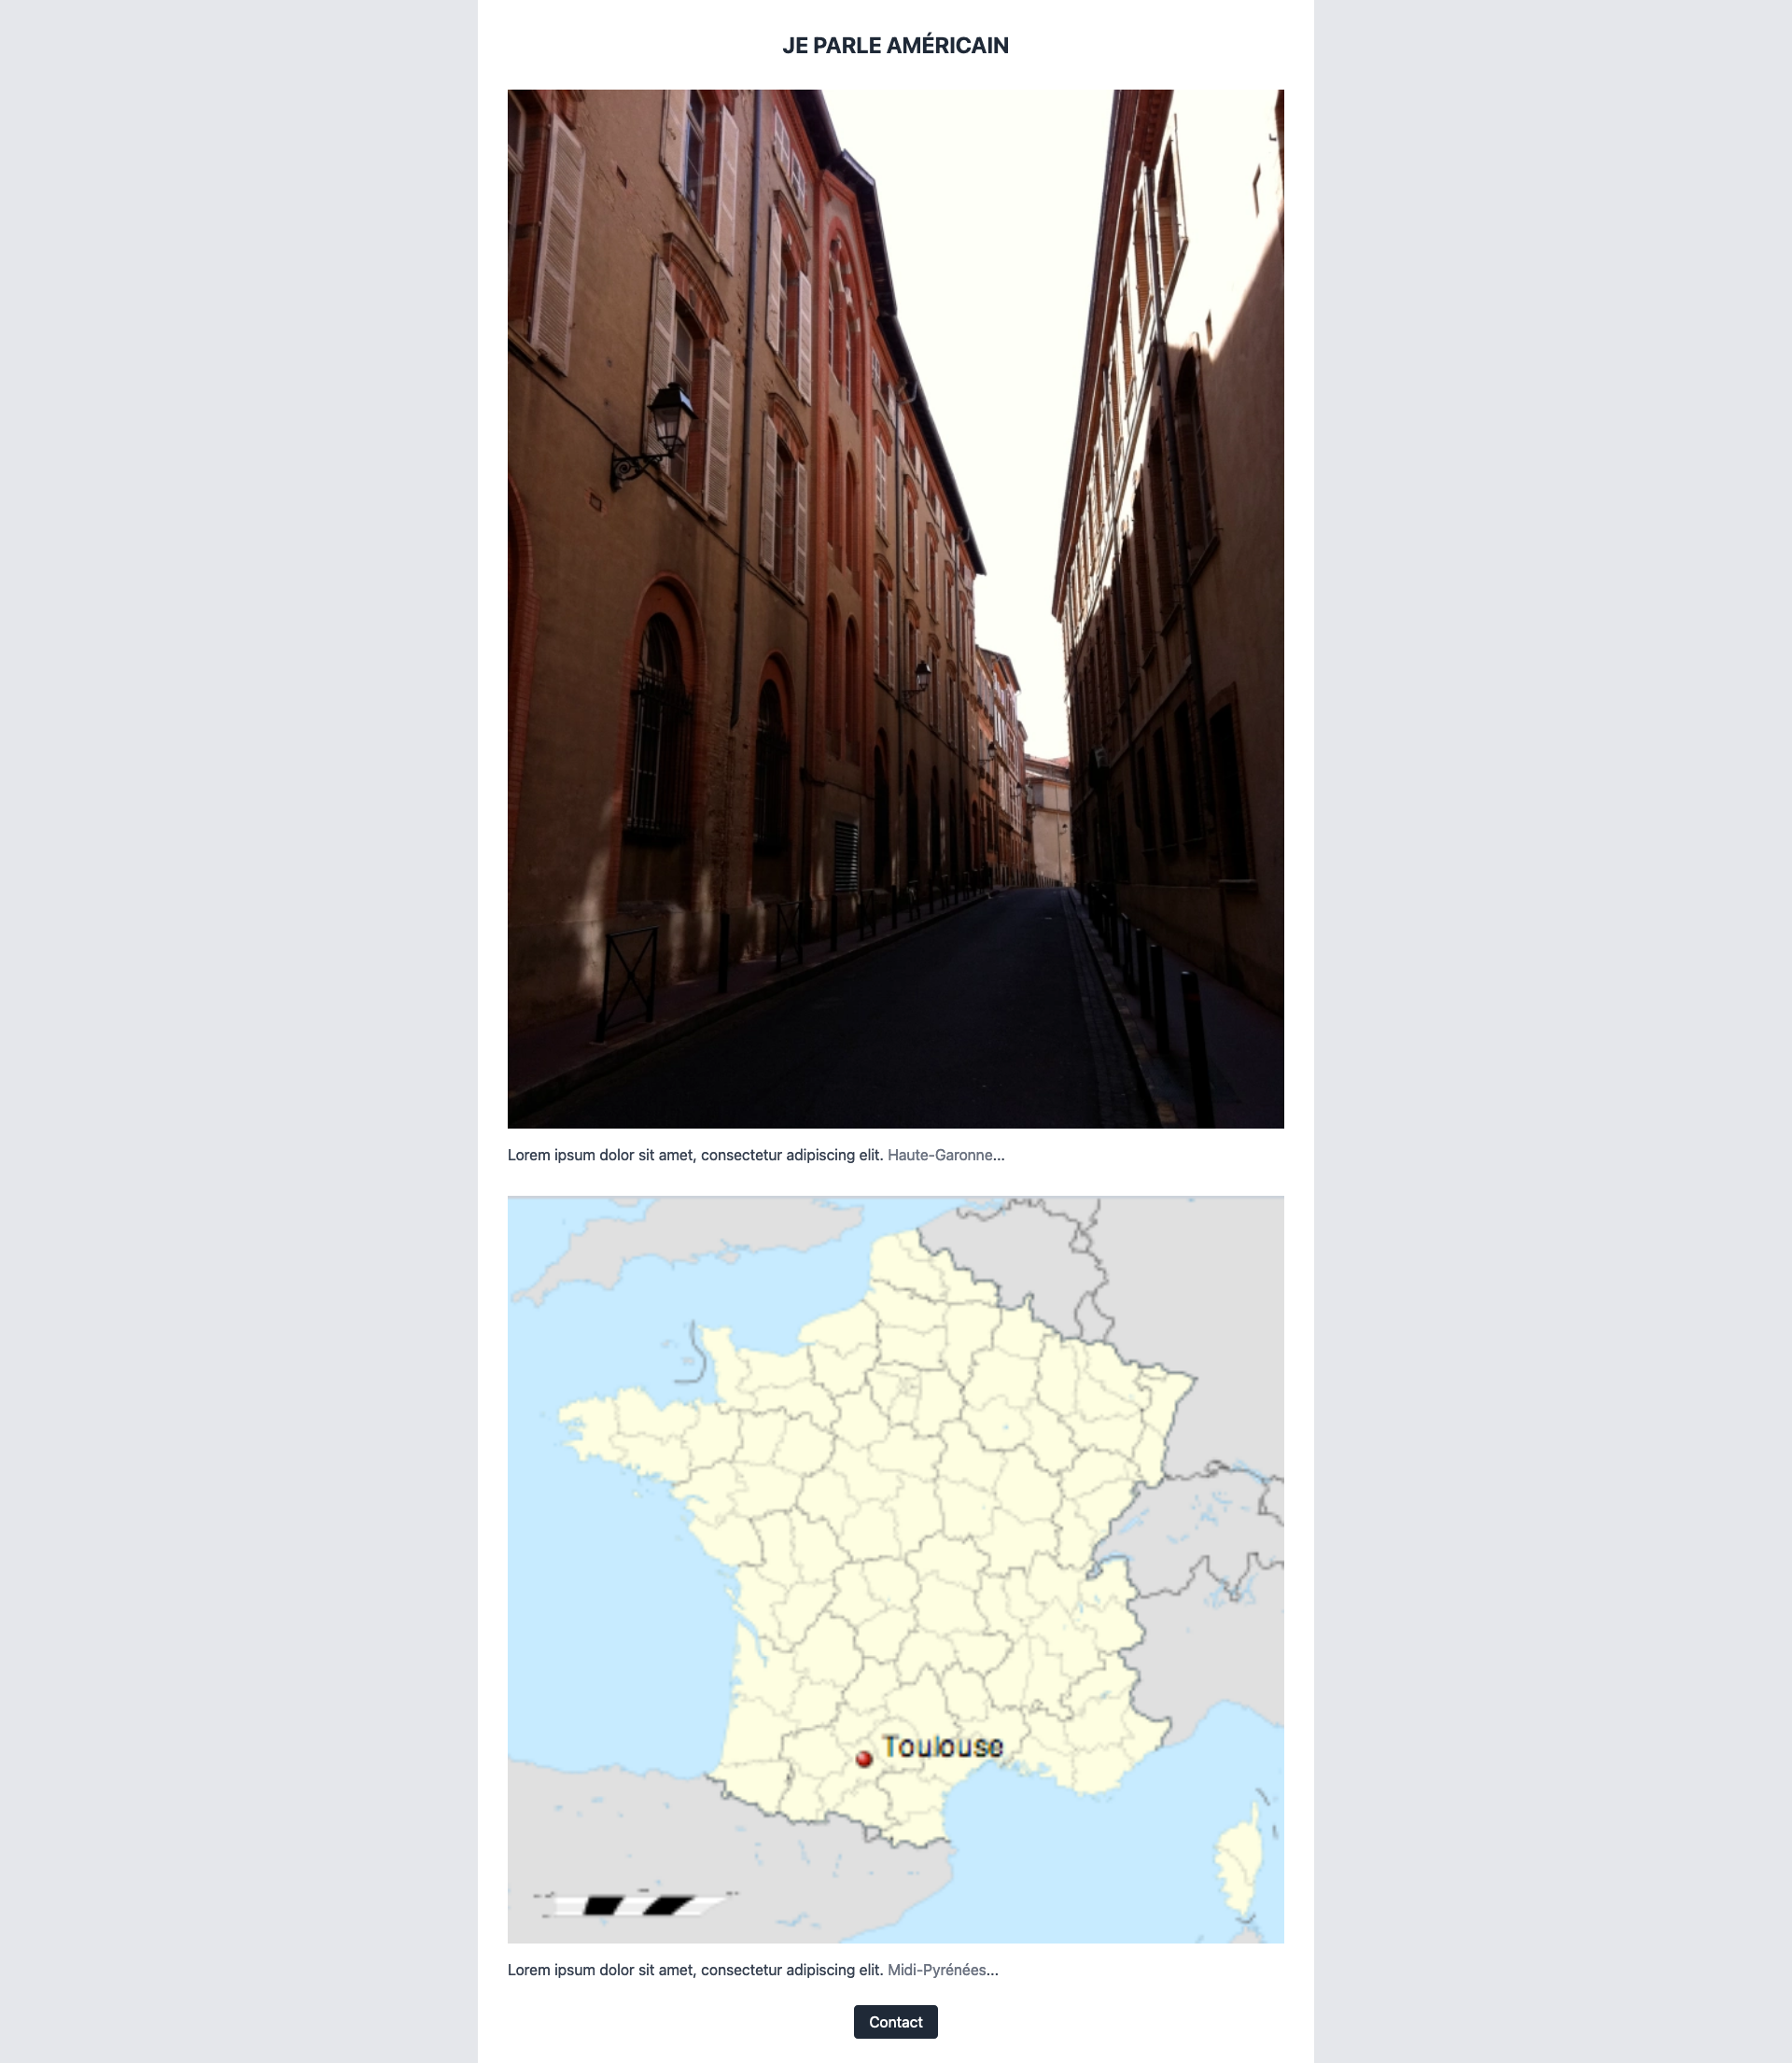 JE PARLE AMÉRICAIN
Lorem ipsum dolor sit amet, consectetur adipiscing elit. Haute-Garonne...
Toulouse
Lorem ipsum dolor sit amet, consectetur adipiscing elit. Midi-Pyrénées...
Contact